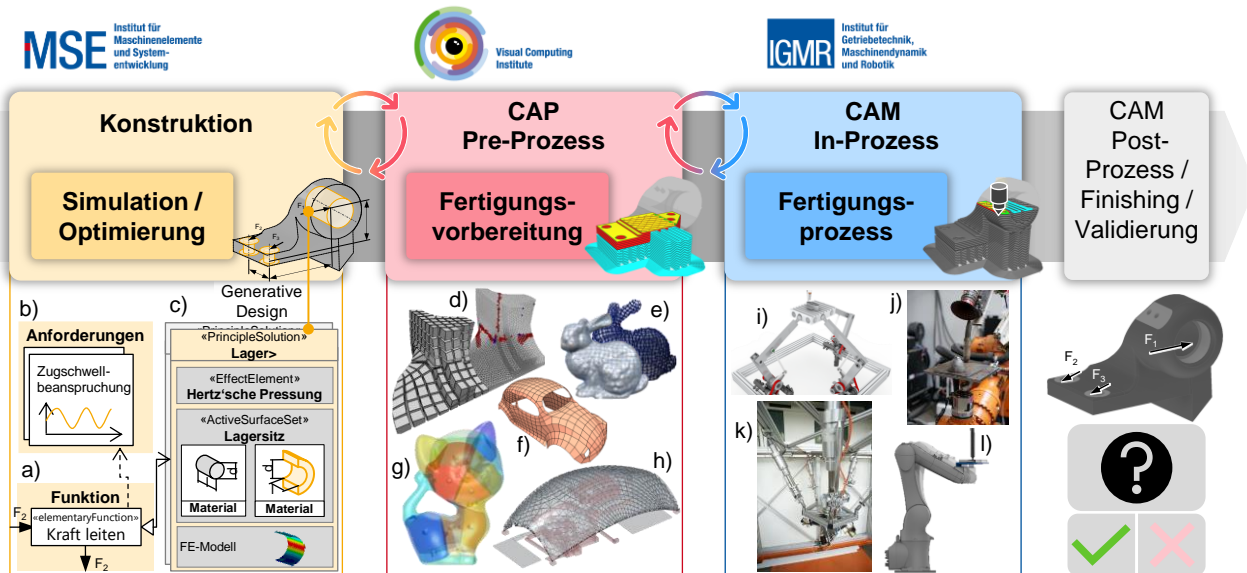 MSE
Institut für
Maschinenelemente
und System-
entwicklung
Visual Computing
Institute
IGMR
Institut für
Getriebetechnik,
Maschinendynamik
und Robotik
Konstruktion
Simulation /
Optimierung
F₁
F₂
F₃
CAP
Pre-Prozess
Fertigungs-
vorbereitung
CAM
In-Prozess
Fertigungs-
prozess
CAM
Post-
Prozess /
Finishing /
Validierung
Generative
Design
b)
Anforderungen
Zugschwell-
beanspruchung
a)
Funktion
«elementaryFunction»
Kraft leiten
F₂
F₂
c)
«PrincipleSolution»
Lager>
«EffectElement»
Hertz‘sche Pressung
«ActiveSurfaceSet»
Lagersitz
Material
Material
FE-Modell
d)
e)
f)
g)
h)
i)
j)
k)
l)
F₁
F₂
F₃
?